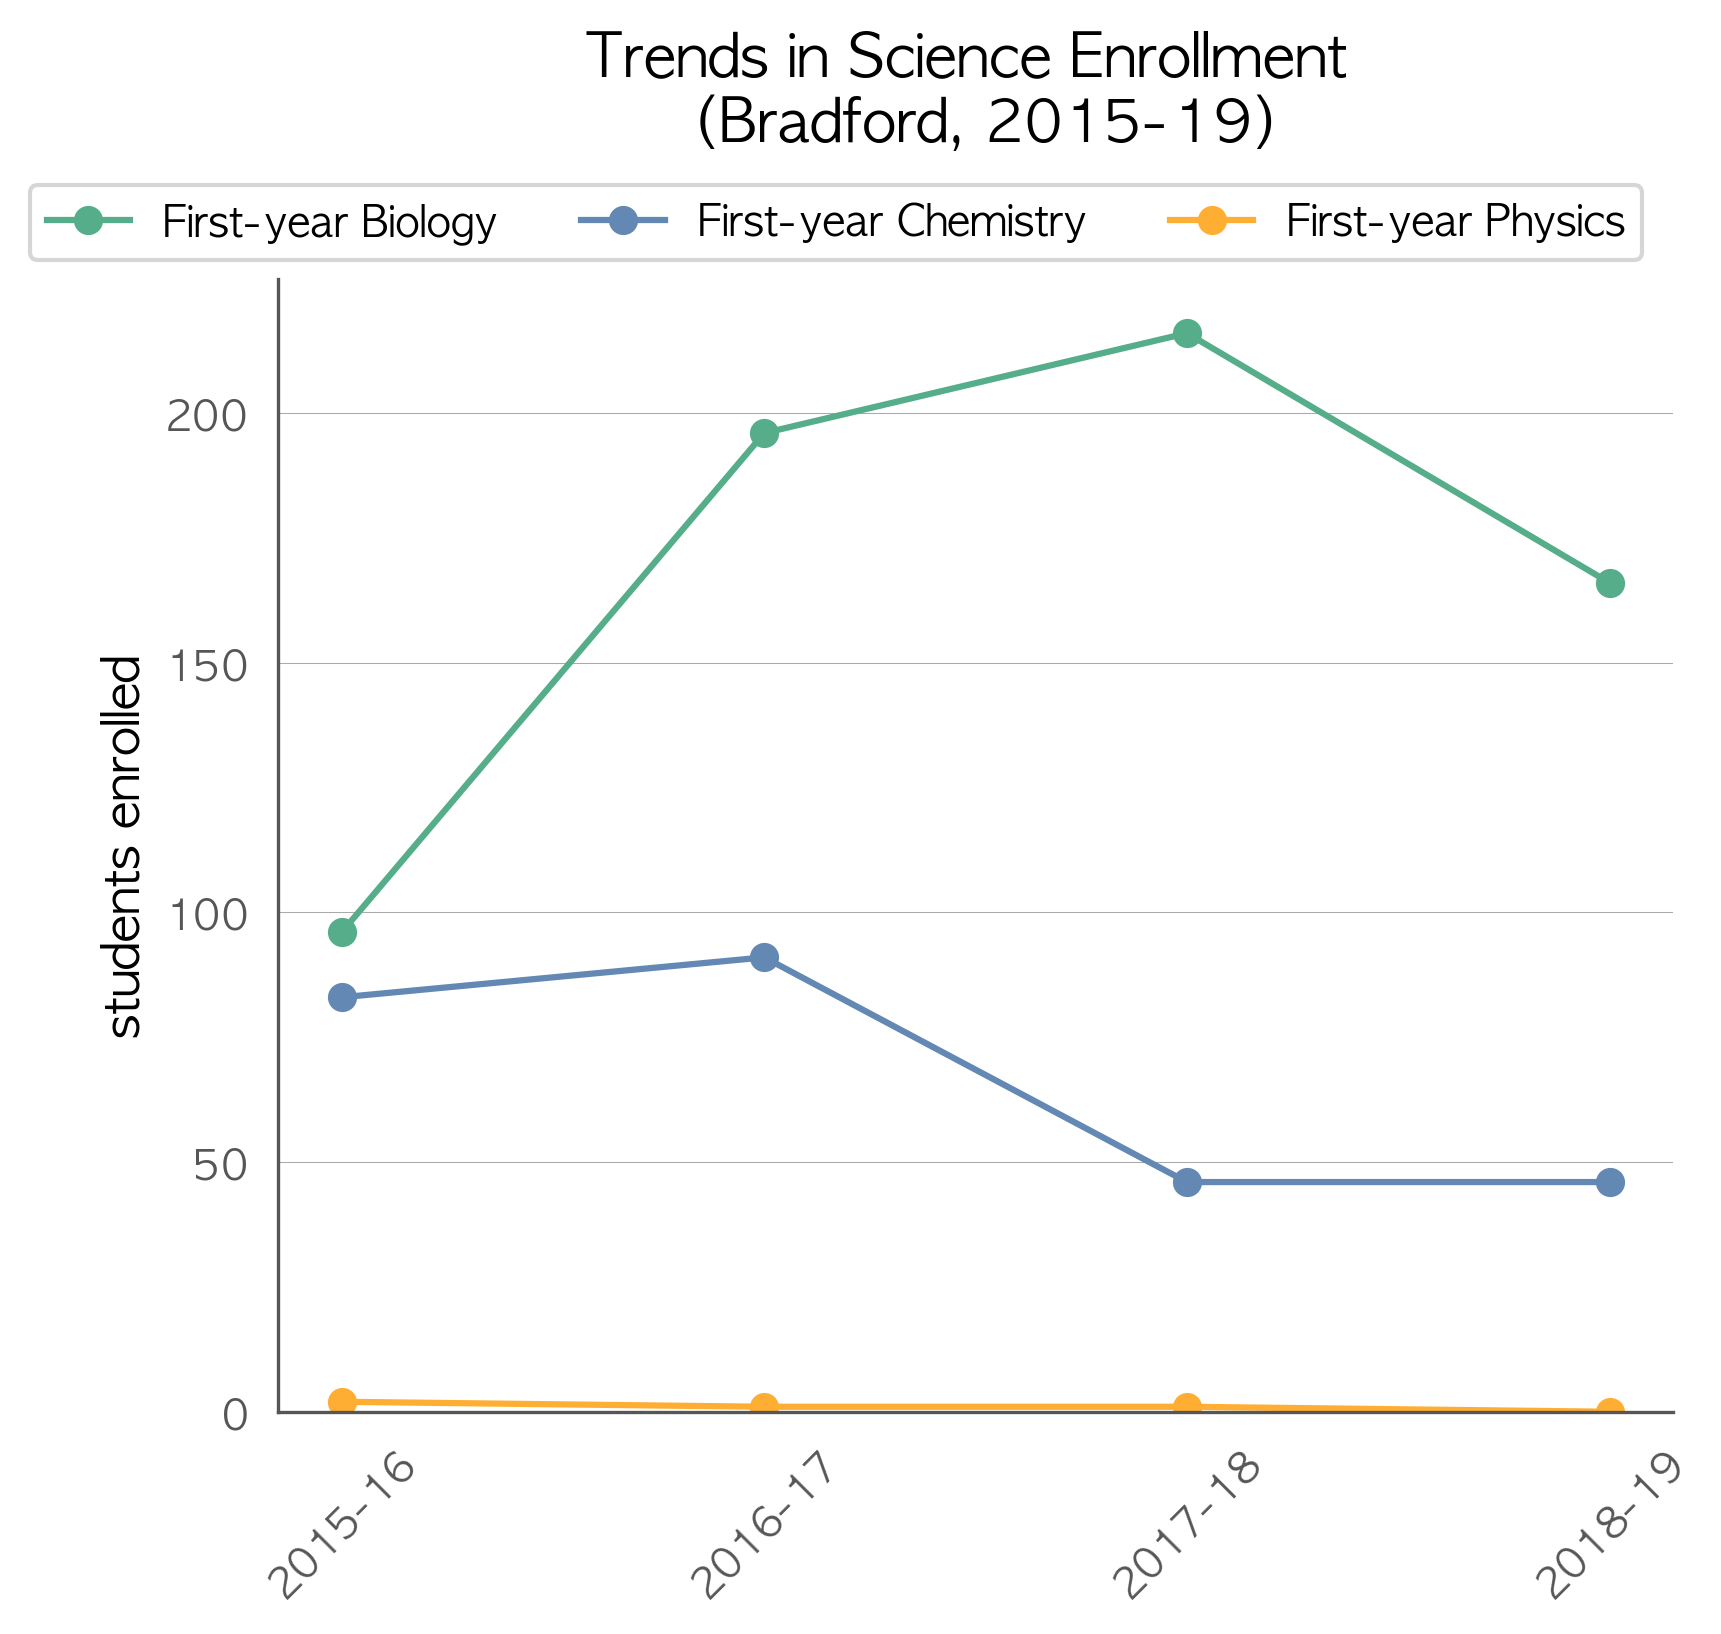 Trends in Science Enrollment
(Bradford, 2015-19)
First-year Biology First-year Chemistry First-year Physics
students enrolled
200
150
100
50
0
2015-16 2016-17 2017-18 2018-19